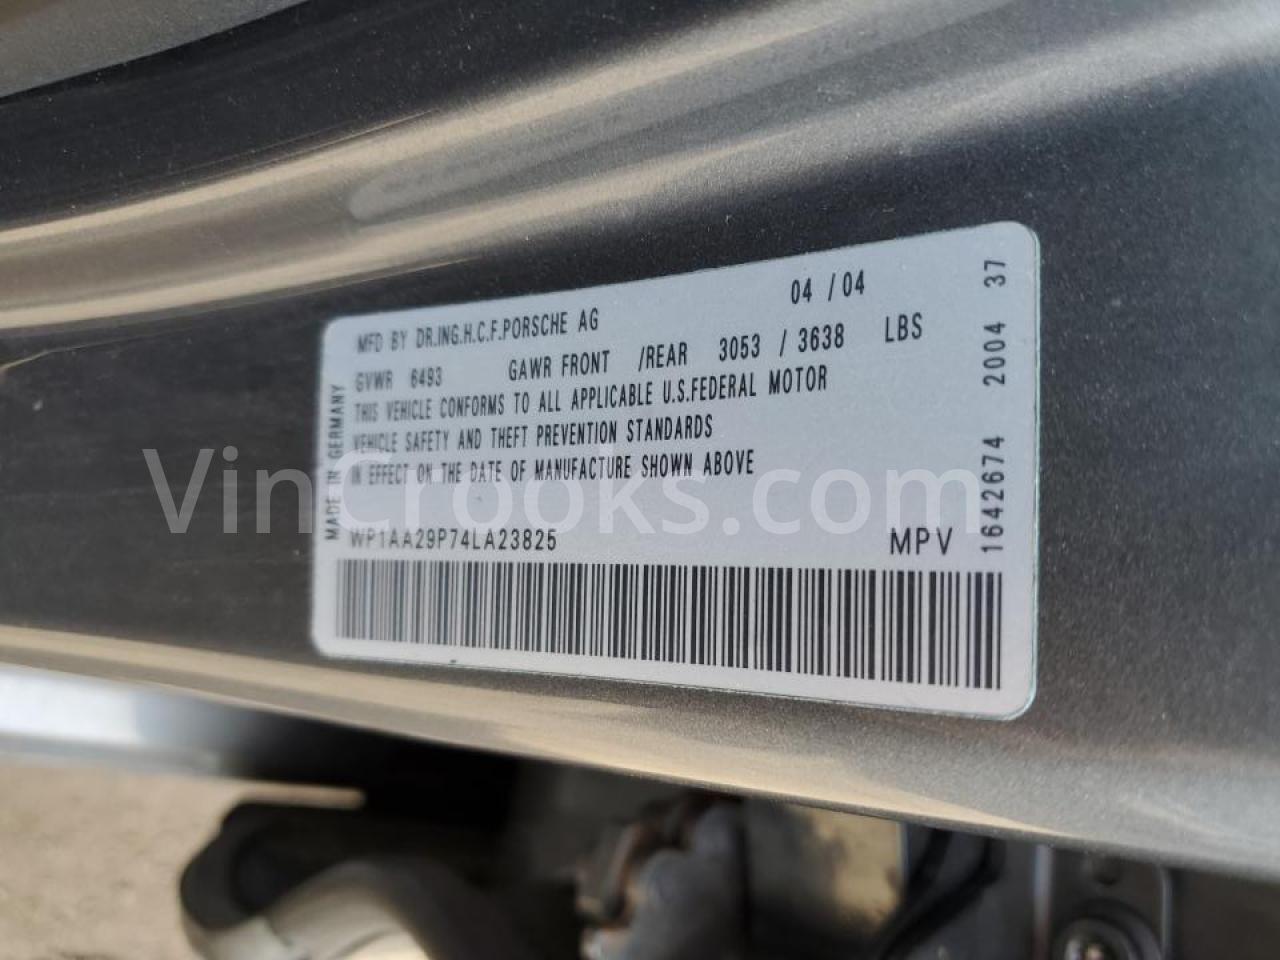 MFD BY DR.ING.H.C.F.PORSCHE AG 04 /04
GVWR 6493 GAWR FRONT /REAR 3053 / 3638 LBS
THIS VEHICLE CONFORMS TO ALL APPLICABLE U.S.FEDERAL MOTOR
VEHICLE SAFETY AND THEFT PREVENTION STANDARDS
IN EFFECT ON THE DATE OF MANUFACTURE SHOWN ABOVE
WP1AA29P74LA23825 MPV
MADE IN GERMANY
1642674 2004 37
VinCrooks.com